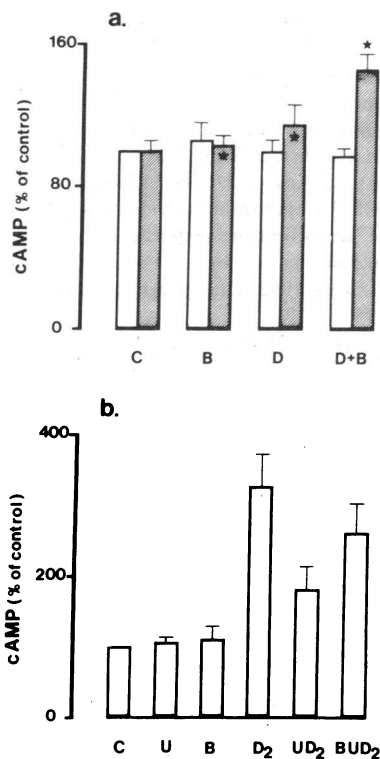 a.
cAMP (% of control)
160
80
0
C B D D+B
b.
cAMP (% of control)
400
200
0
C U B D₂ UD₂ BUD₂